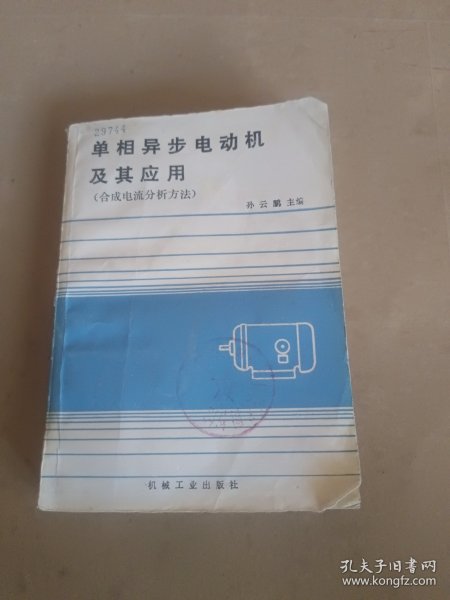 29744
单相异步电动机
及其应用
(合成电流分析方法)
孙云鹏 主编
机械工业出版社
孔夫子旧书网
www.kongfz.com